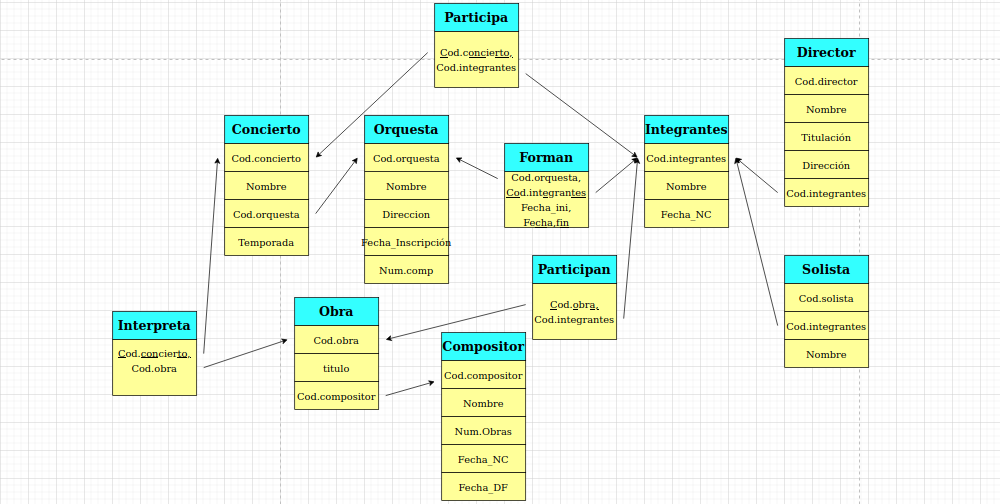 Participa
Cod.concierto,
Cod.integrantes
Director
Cod.director
Nombre
Titulación
Dirección
Cod.integrantes
Concierto
Cod.concierto
Nombre
Cod.orquesta
Temporada
Orquesta
Cod.orquesta
Nombre
Direccion
Fecha_Inscripción
Num.comp
Forman
Cod.orquesta,
Cod.integrantes
Fecha_ini,
Fecha,fin
Integrantes
Cod.integrantes
Nombre
Fecha_NC
Participan
Cod.obra,
Cod.integrantes
Solista
Cod.solista
Cod.integrantes
Nombre
Interpreta
Cod.concierto,
Cod.obra
Obra
Cod.obra
titulo
Cod.compositor
Compositor
Cod.compositor
Nombre
Num.Obras
Fecha_NC
Fecha_DF